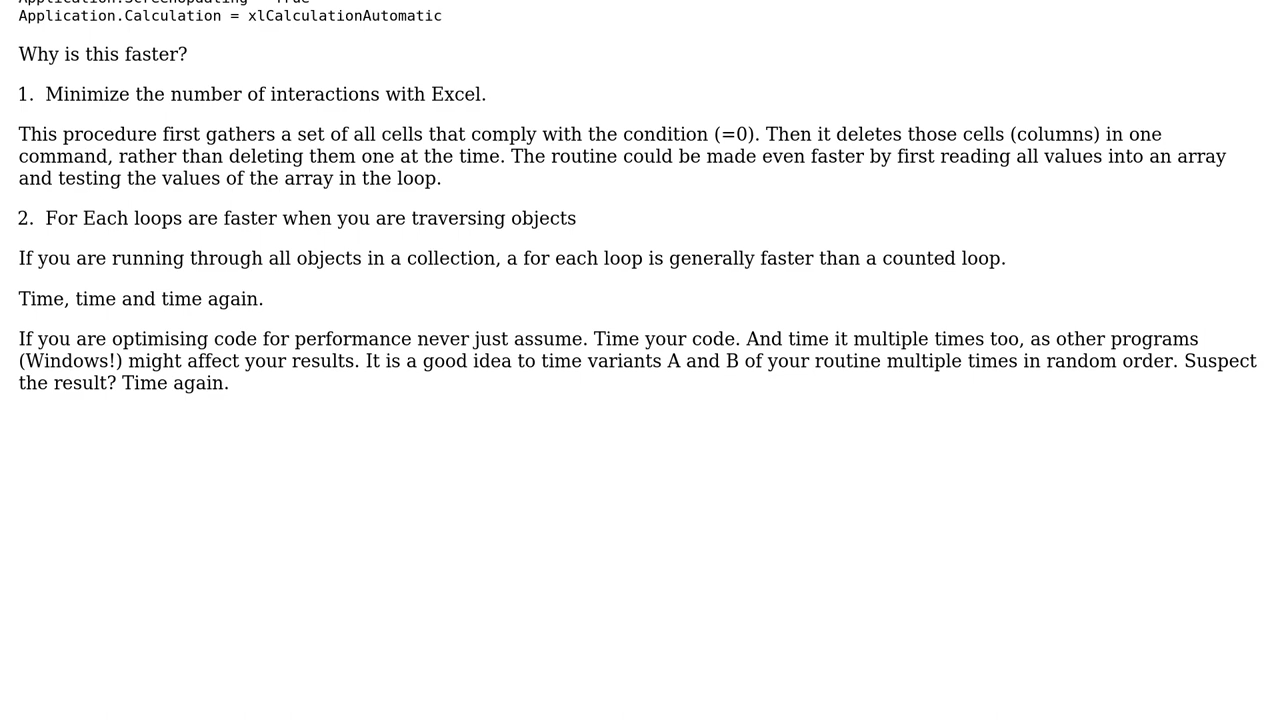 Application.ScreenUpdating = True
Application.Calculation = xlCalculationAutomatic
Why is this faster?
1. Minimize the number of interactions with Excel.
This procedure first gathers a set of all cells that comply with the condition (=0). Then it deletes those cells (columns) in one
command, rather than deleting them one at the time. The routine could be made even faster by first reading all values into an array
and testing the values of the array in the loop.
2. For Each loops are faster when you are traversing objects
If you are running through all objects in a collection, a for each loop is generally faster than a counted loop.
Time, time and time again.
If you are optimising code for performance never just assume. Time your code. And time it multiple times too, as other programs
(Windows!) might affect your results. It is a good idea to time variants A and B of your routine multiple times in random order. Suspect
the result? Time again.